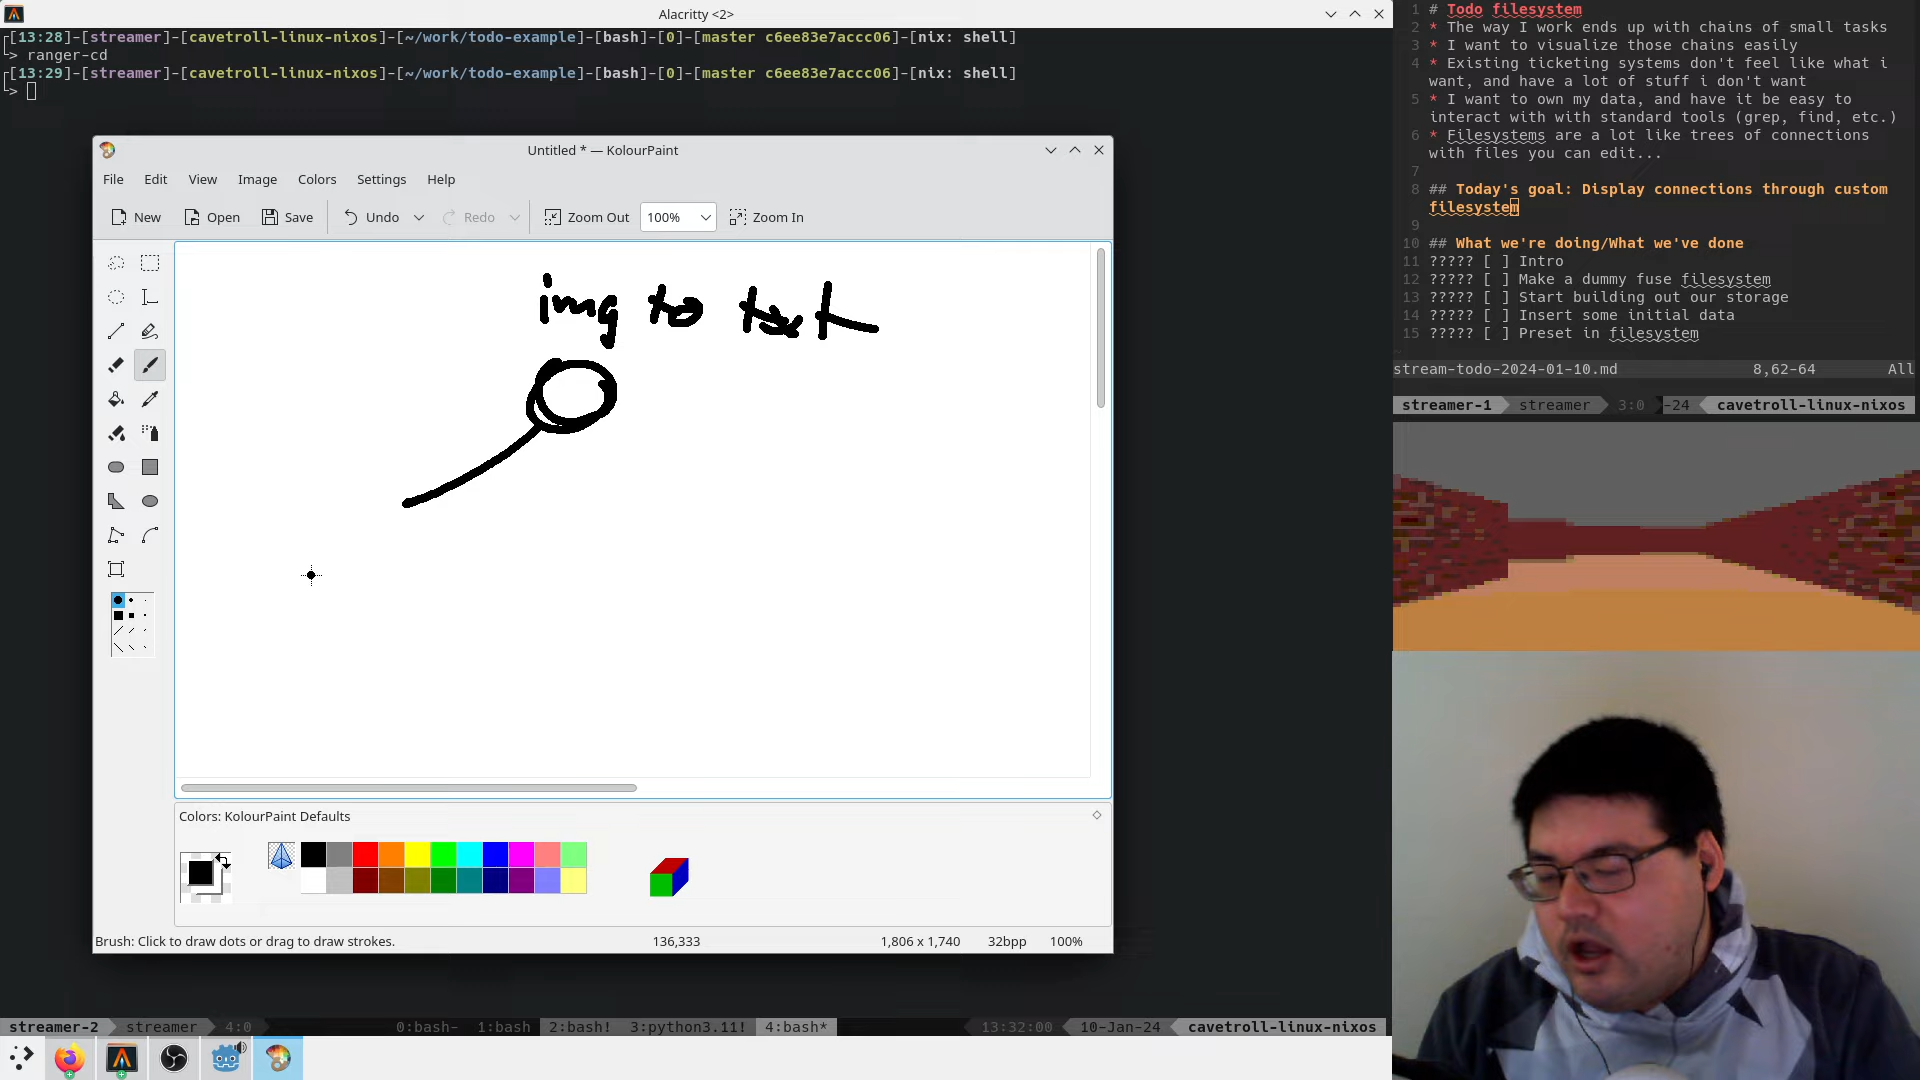 Alacritty <2>
[13:28]-[streamer]-[cavetroll-linux-nixos]-[~/work/todo-example]-[bash]-[0]-[master c6ee83e7accc06]-[nix: shell]
> ranger-cd
[13:29]-[streamer]-[cavetroll-linux-nixos]-[~/work/todo-example]-[bash]-[0]-[master c6ee83e7accc06]-[nix: shell]
>
Untitled * — KolourPaint
File Edit View Image Colors Settings Help
New Open Save Undo Redo Zoom Out 100% Zoom In
img to txt
Colors: KolourPaint Defaults
Brush: Click to draw dots or drag to draw strokes. 136,333 1,806 x 1,740 32bpp 100%
streamer-2 streamer 4:0 0:bash- 1:bash 2:bash! 3:python3.11! 4:bash* 13:32:00 10-Jan-24 cavetroll-linux-nixos
1 # Todo filesystem
2 * The way I work ends up with chains of small tasks
3 * I want to visualize those chains easily
4 * Existing ticketing systems don't feel like what i
want, and have a lot of stuff i don't want
5 * I want to own my data, and have it be easy to
interact with with standard tools (grep, find, etc.)
6 * Filesystems are a lot like trees of connections
with files you can edit...
7
8 ## Today's goal: Display connections through custom
filesystem
9
10 ## What we're doing/What we've done
11 ????? [ ] Intro
12 ????? [ ] Make a dummy fuse filesystem
13 ????? [ ] Start building out our storage
14 ????? [ ] Insert some initial data
15 ????? [ ] Preset in filesystem
~
stream-todo-2024-01-10.md 8,62-64 All
streamer-1 streamer 3:0 -24 cavetroll-linux-nixos